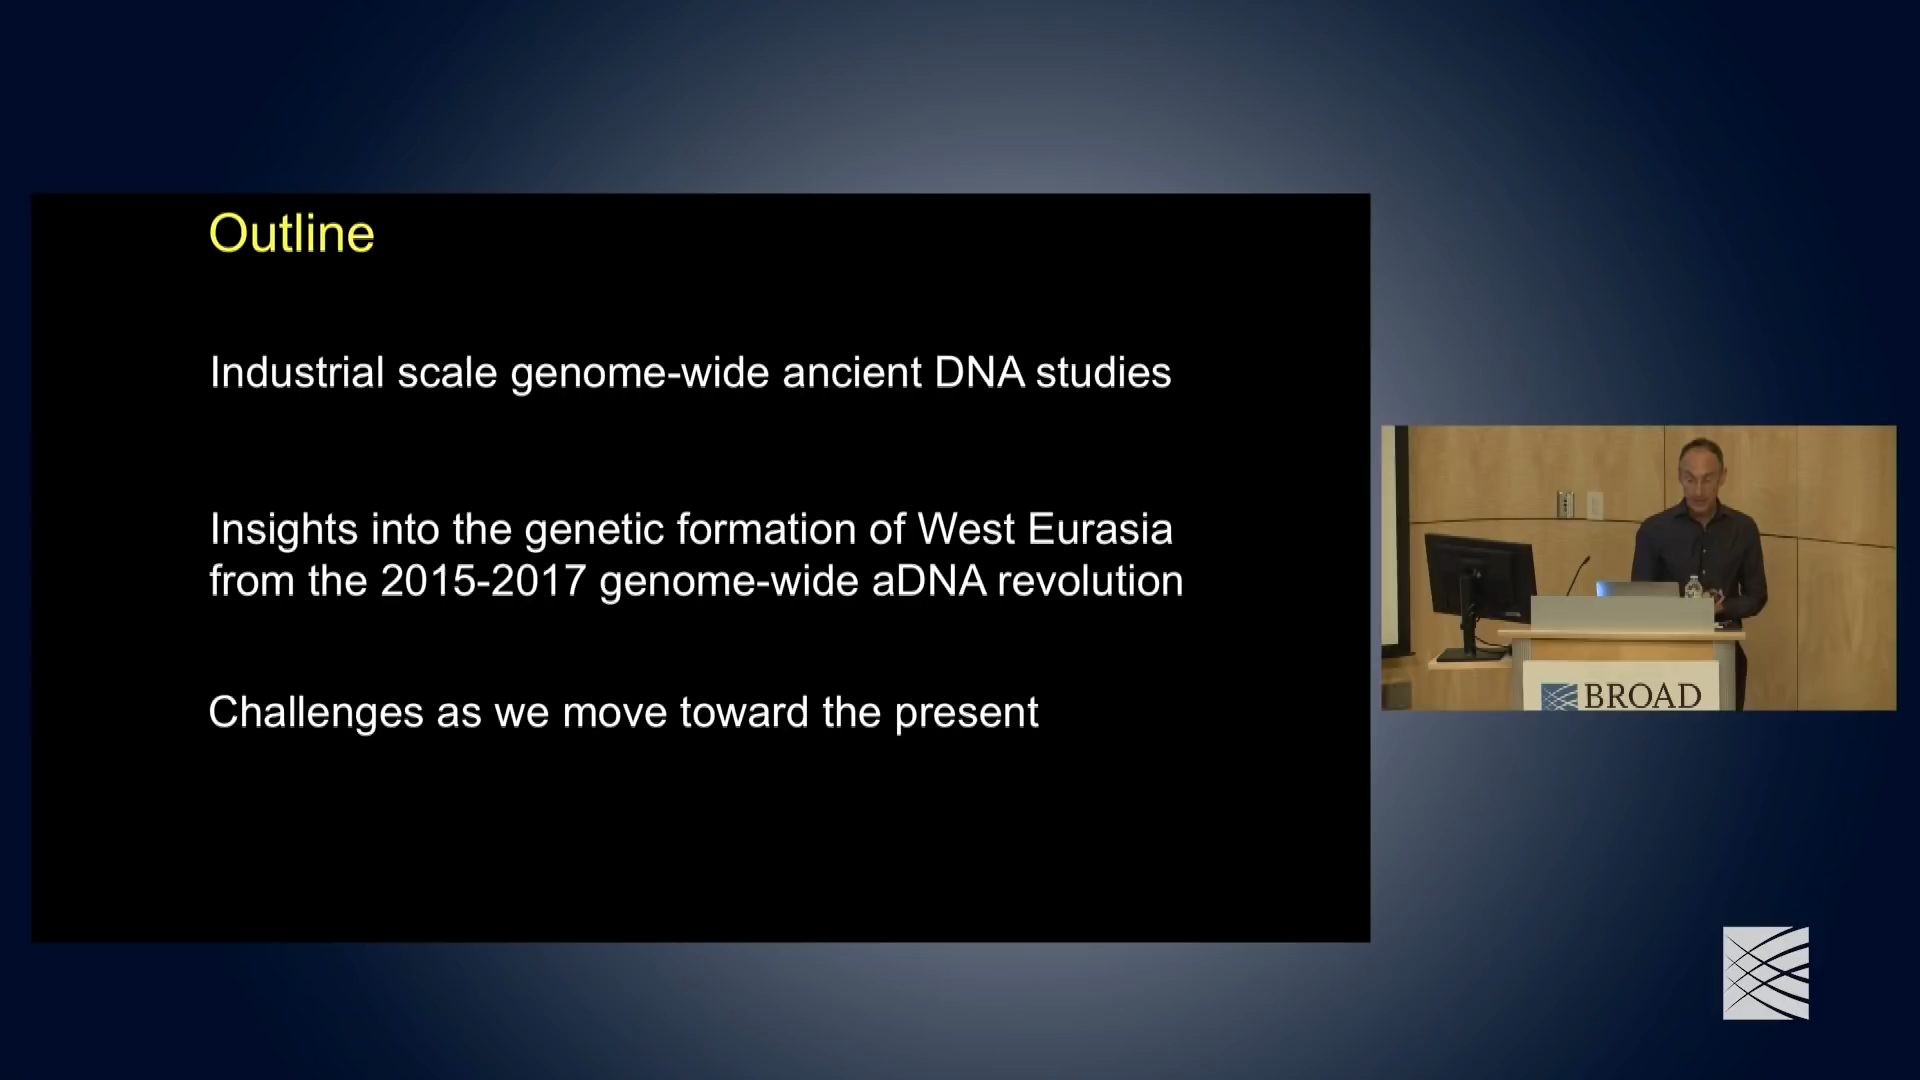 Outline
Industrial scale genome-wide ancient DNA studies
Insights into the genetic formation of West Eurasia
from the 2015-2017 genome-wide aDNA revolution
Challenges as we move toward the present
BROAD